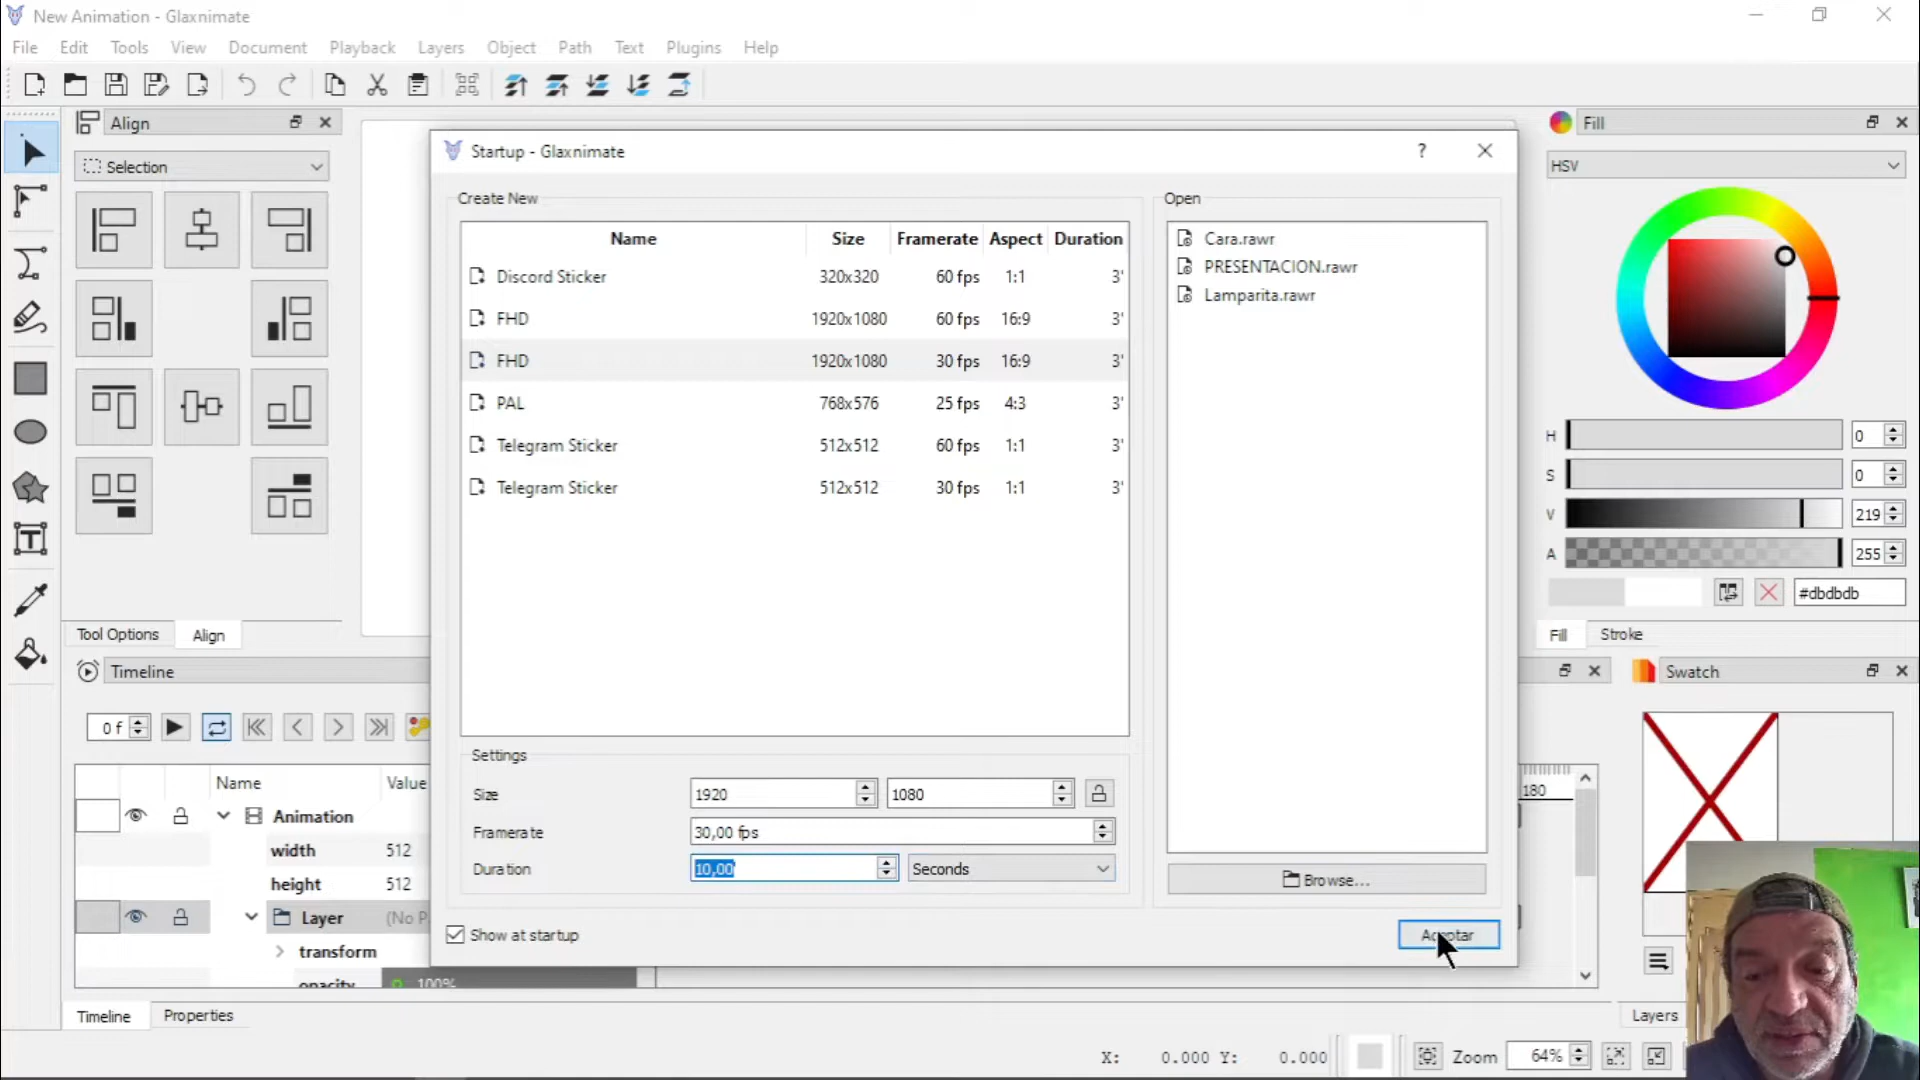 New Animation - Glaxnimate
File Edit Tools View Document Playback Layers Object Path Text Plugins Help
Align
Selection
Tool Options Align
Startup - Glaxnimate
?
Create New
Name Size Framerate Aspect Duration
Discord Sticker 320x320 60 fps 1:1 3'
FHD 1920x1080 60 fps 16:9 3'
FHD 1920x1080 30 fps 16:9 3'
PAL 768x576 25 fps 4:3 3'
Telegram Sticker 512x512 60 fps 1:1 3'
Telegram Sticker 512x512 30 fps 1:1 3'
Settings
Size 1920 1080
Framerate 30,00 fps
Duration 10,00' Seconds
Show at startup
Open
Cara.rawr
PRESENTACION.rawr
Lamparita.rawr
Browse...
Aceptar
Fill
HSV
H 0
S 0
V 219
A 255
#dbdbdb
Fill Stroke
Swatch
Timeline
0 f
Name Value
Animation
width 512
height 512
Layer (No P
transform
opacity 100%
180
Timeline Properties
Layers
X: 0.000 Y: 0.000 Zoom 64%